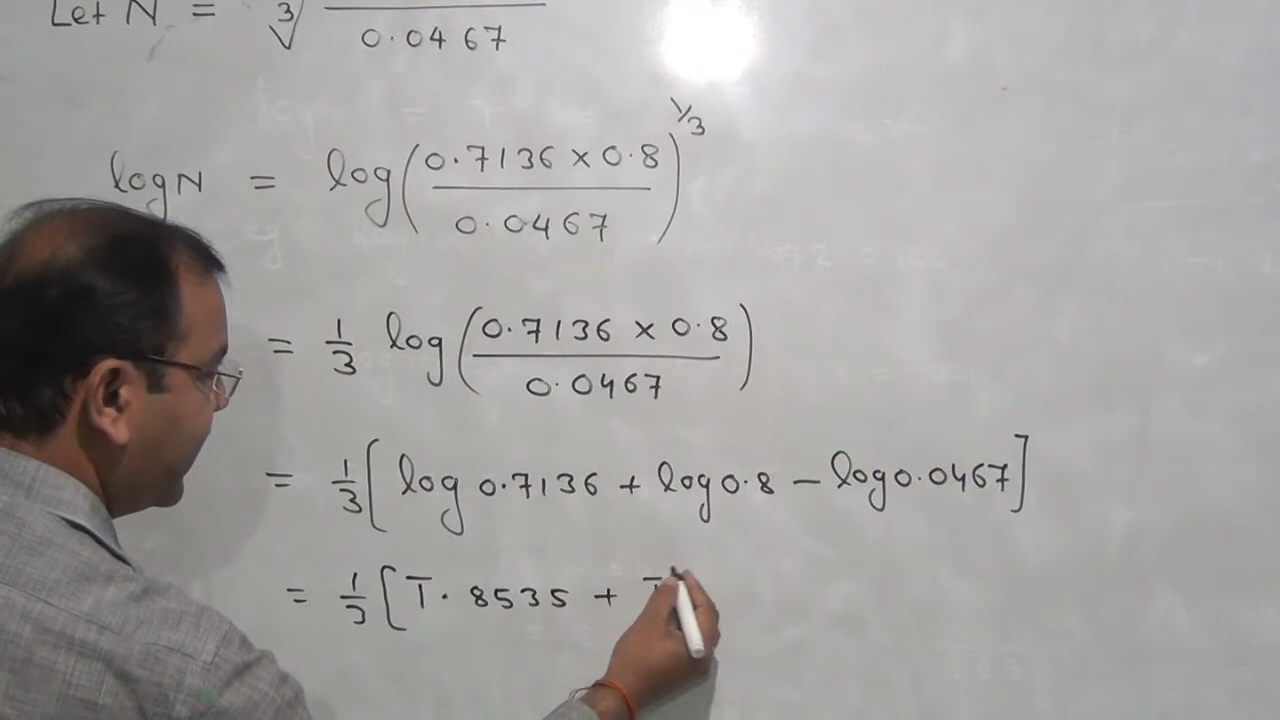 Let N = ∛(/0.0467)
log N = log(0.7136 × 0.8/0.0467)^1/3
= 1/3 log(0.7136 × 0.8/0.0467)
= 1/3[log 0.7136 + log 0.8 − log 0.0467]
= 1/3[1̅.8535 + 1̅